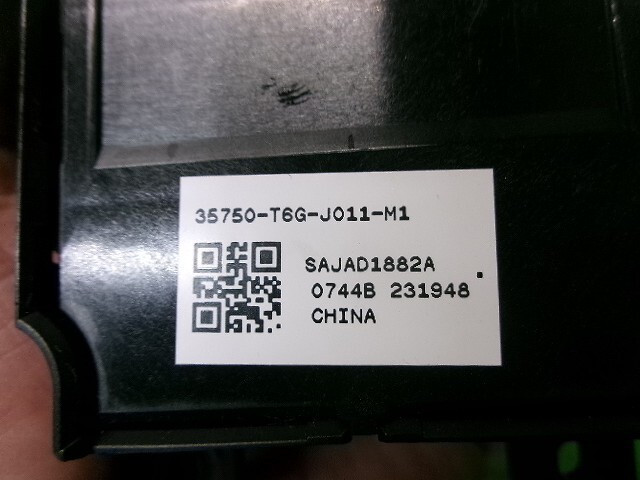 35750-T6G-J011-M1
SAJAD1882A
0744B 231948
CHINA